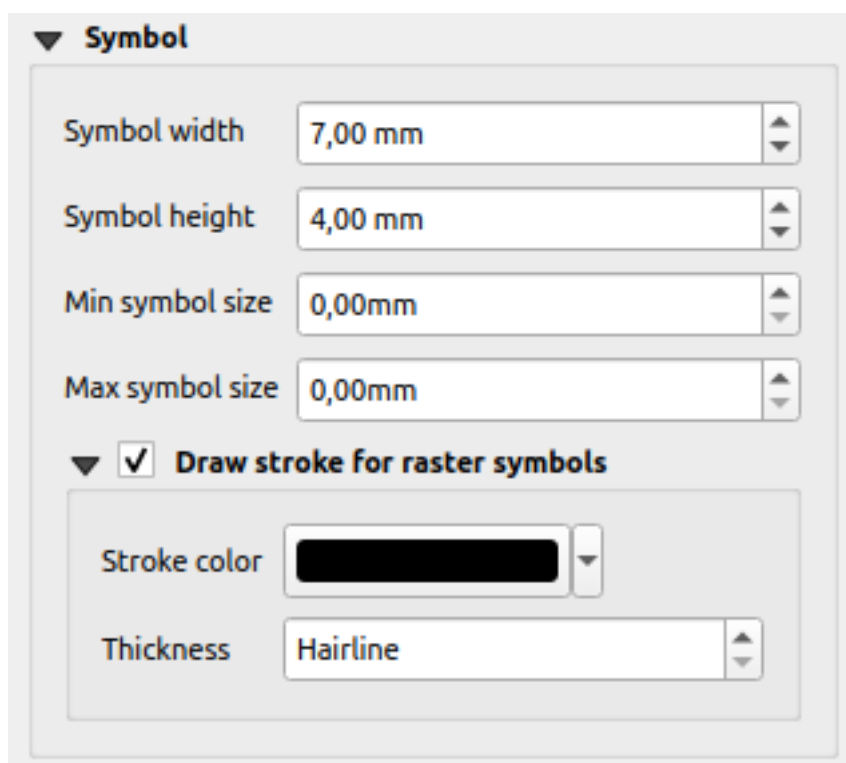 Symbol
Symbol width 7,00 mm
Symbol height 4,00 mm
Min symbol size 0,00mm
Max symbol size 0,00mm
Draw stroke for raster symbols
Stroke color
Thickness Hairline